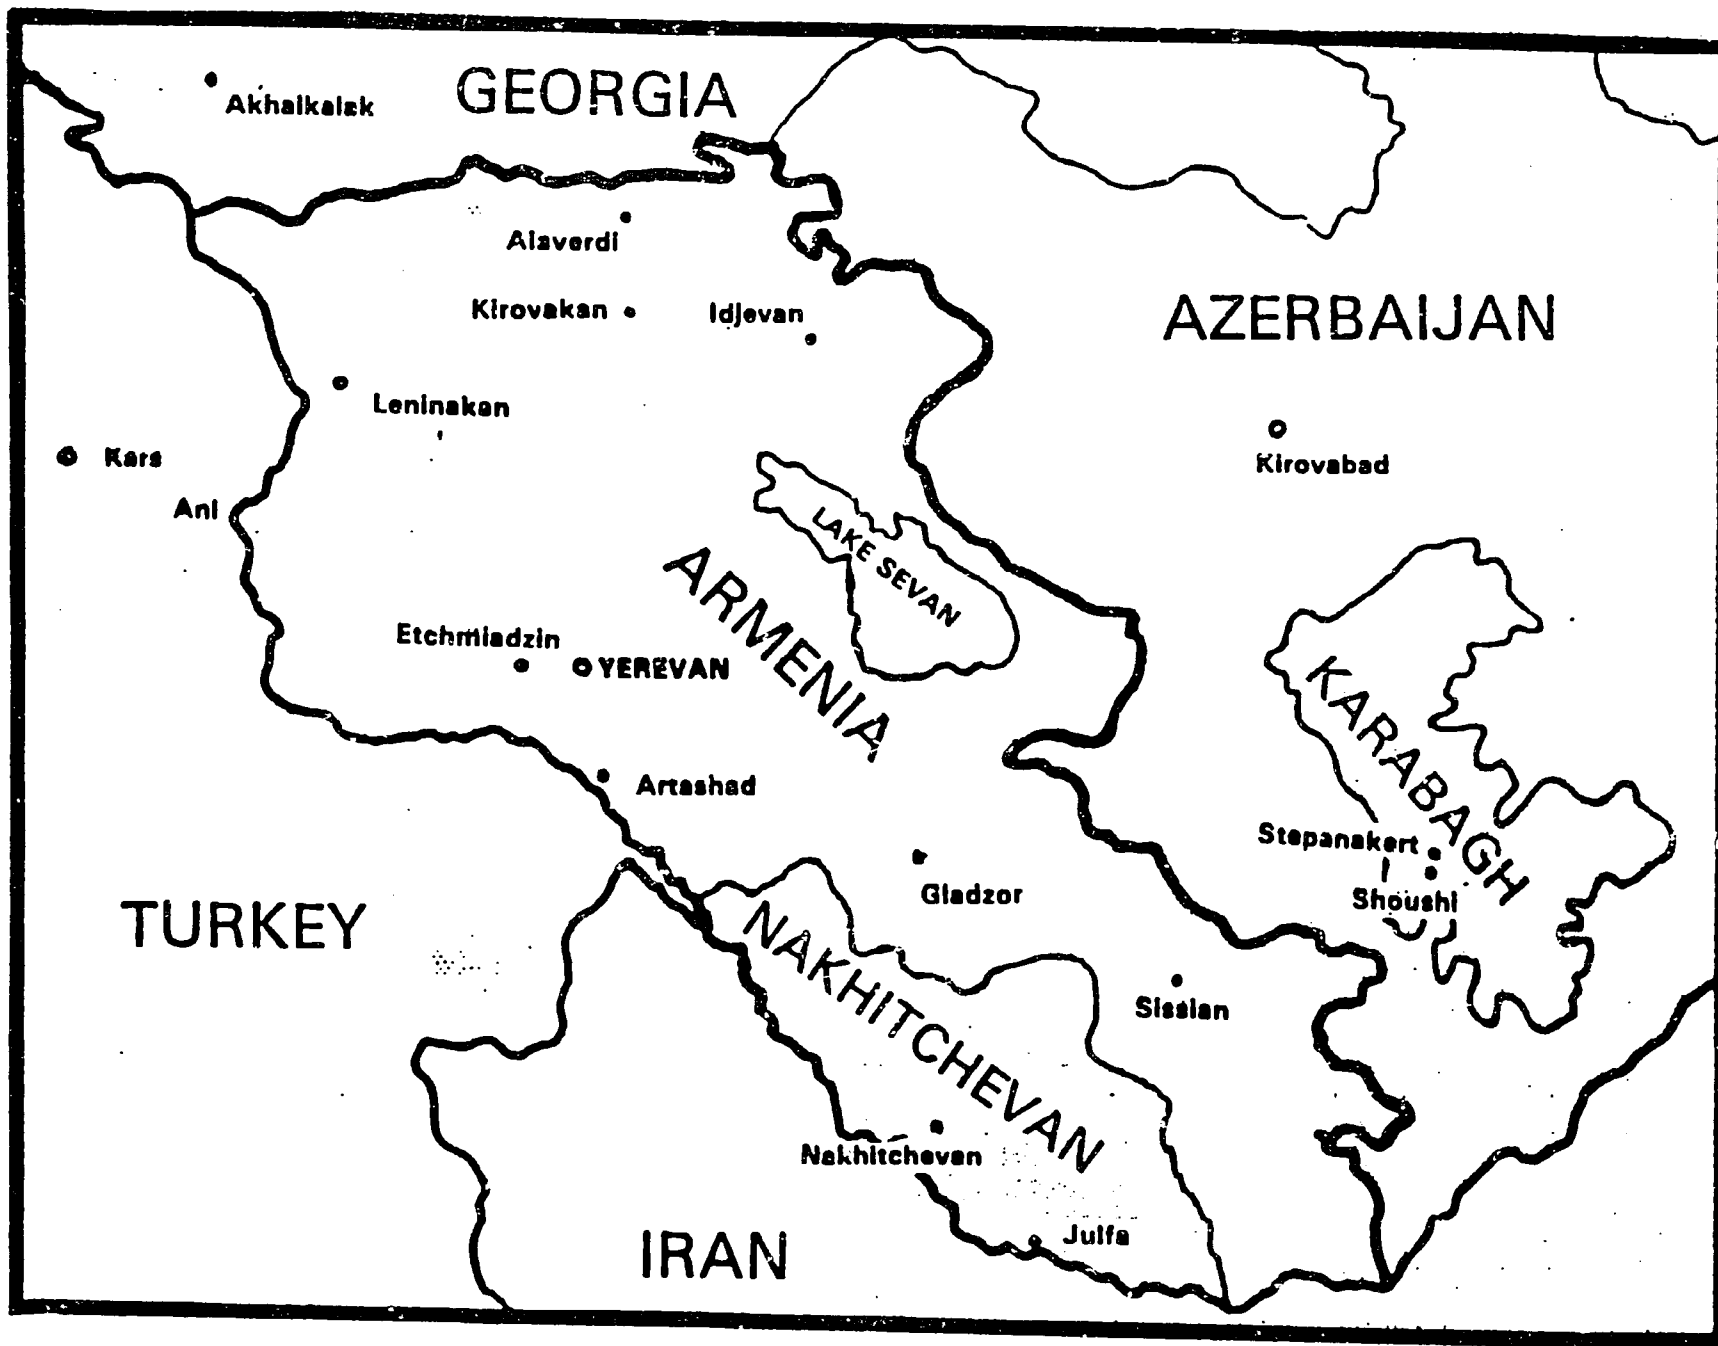 GEORGIA
Akhalkalak
Alaverdi
Kirovakan
Idjevan
AZERBAIJAN
Leninakan
Kirovabad
Kars
Ani
LAKE SEVAN
ARMENIA
Etchmiadzin
YEREVAN
KARABAGH
Artashad
Stepanakert
Gladzor
Shoushi
TURKEY
NAKHITCHEVAN
Sissian
Nakhitchevan
Julfa
IRAN